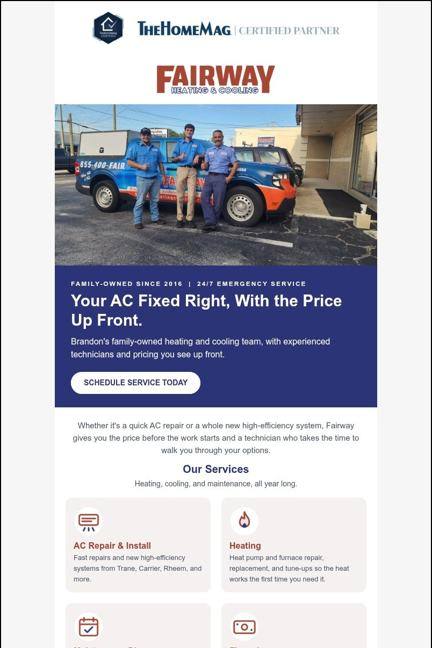 THEHOMEMAG | CERTIFIED PARTNER
FAIRWAY
HEATING & COOLING
855-400-FAIR
FAMILY-OWNED SINCE 2016 | 24/7 EMERGENCY SERVICE
Your AC Fixed Right, With the Price
Up Front.
Brandon's family-owned heating and cooling team, with experienced
technicians and pricing you see up front.
SCHEDULE SERVICE TODAY
Whether it's a quick AC repair or a whole new high-efficiency system, Fairway
gives you the price before the work starts and a technician who takes the time to
walk you through your options.
Our Services
Heating, cooling, and maintenance, all year long.
AC Repair & Install
Fast repairs and new high-efficiency
systems from Trane, Carrier, Rheem, and
more.
Heating
Heat pump and furnace repair,
replacement, and tune-ups so the heat
works the first time you need it.